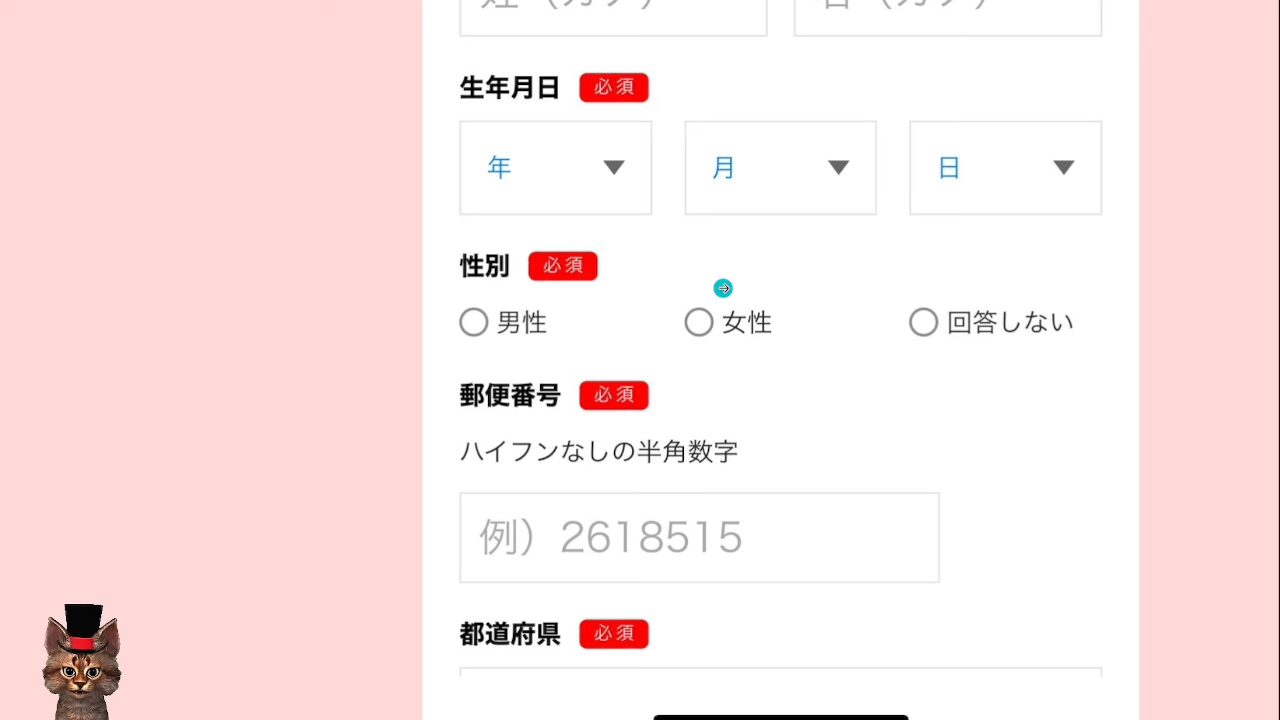 生年月日 必須
年 月 日
性別 必須
男性 女性 回答しない
郵便番号 必須
ハイフンなしの半角数字
例）2618515
都道府県 必須